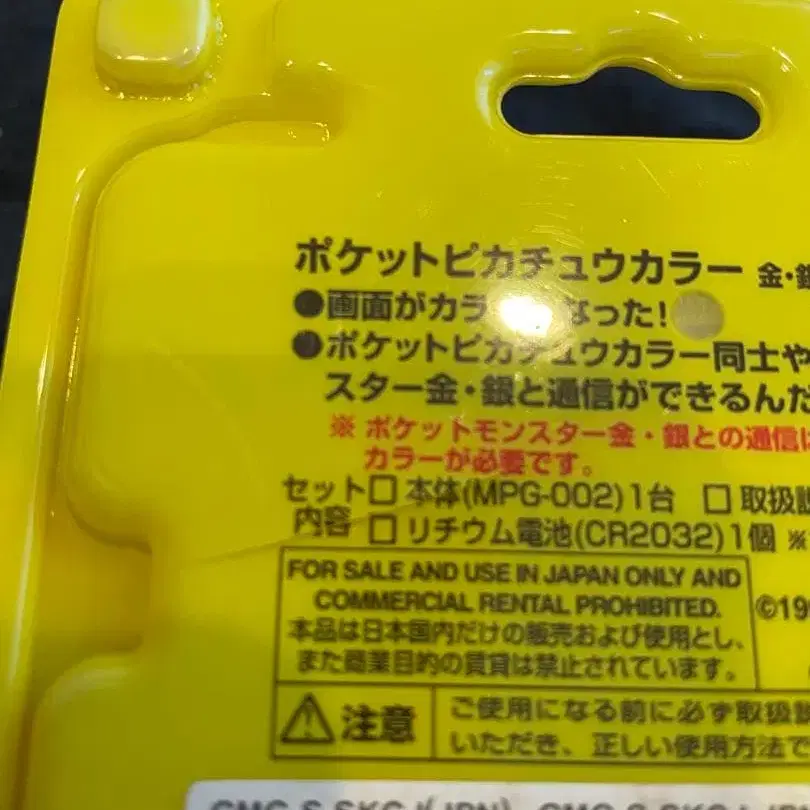 ポケットピカチュウカラー 金・銀
●画面がカラ なった!
●ポケットピカチュウカラー同士や
スター金・銀と通信ができるんだ
※ ポケットモンスター金・銀との通信に
カラーが必要です。
セット 内容 □ 本体(MPG-002)1台 □ 取扱説
□ リチウム電池(CR2032)1個 ※
FOR SALE AND USE IN JAPAN ONLY AND
COMMERCIAL RENTAL PROHIBITED.
©19
本品は日本国内だけの販売および使用とし、
また商業目的の賃貸は禁止されています。
注意
ご使用になる前に必ず取扱説
いただき、正しい使用方法で